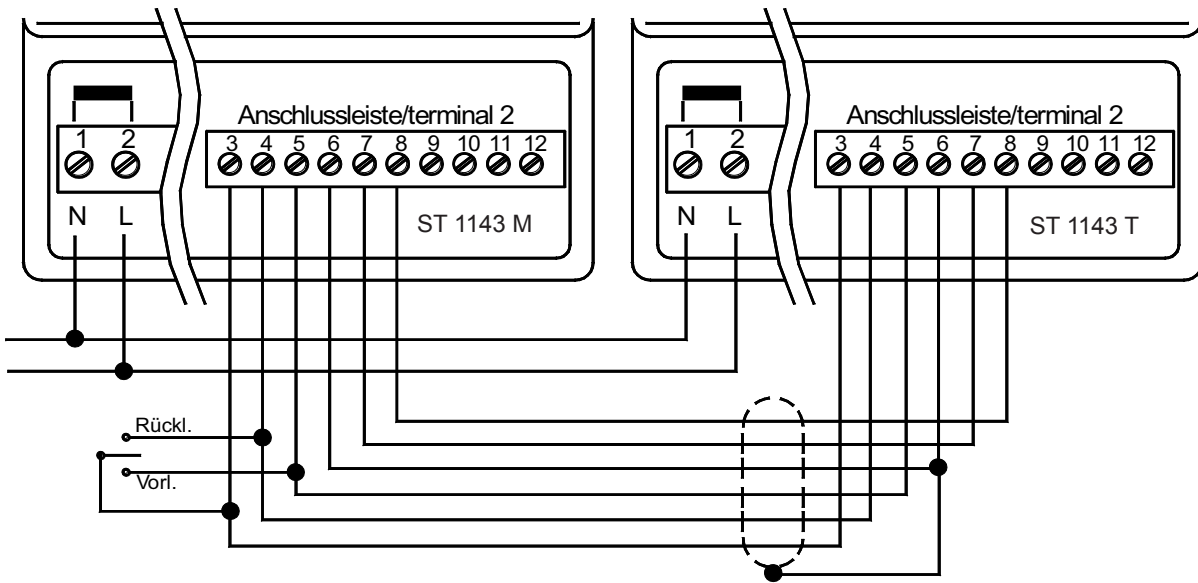 Anschlussleiste/terminal 2
1 2
3 4 5 6 7 8 9 10 11 12
N L
ST 1143 M
Anschlussleiste/terminal 2
1 2
3 4 5 6 7 8 9 10 11 12
N L
ST 1143 T
Rückl.
Vorl.